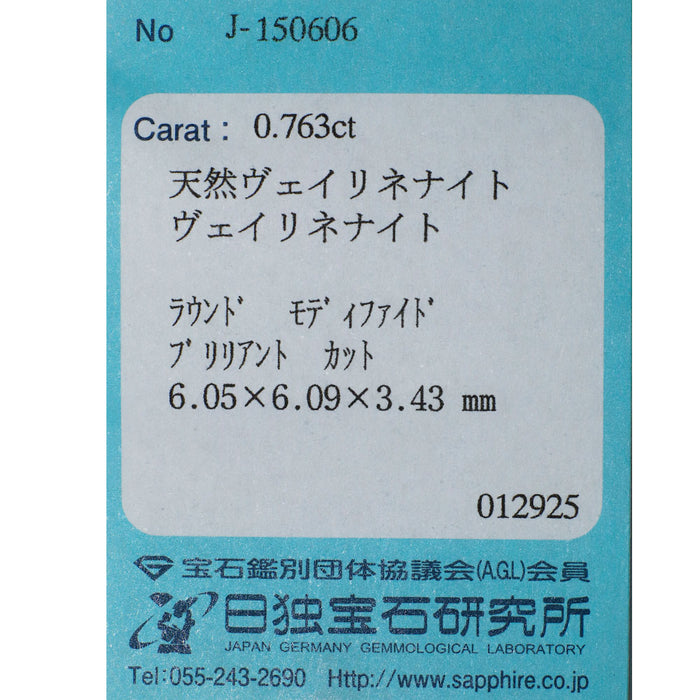 No J-150606
Carat : 0.763ct
天然ヴェイリネナイト
ヴェイリネナイト
ﾗｳﾝﾄﾞ ﾓﾃﾞｨﾌｧｲﾄﾞ
ﾌﾞﾘﾘｱﾝﾄ ｶｯﾄ
6.05×6.09×3.43 mm
012925
宝石鑑別団体協議会(A.G.L)会員
日独宝石研究所
JAPAN GERMANY GEMMOLOGICAL LABORATORY
Tel:055-243-2690 Http://www.sapphire.co.jp